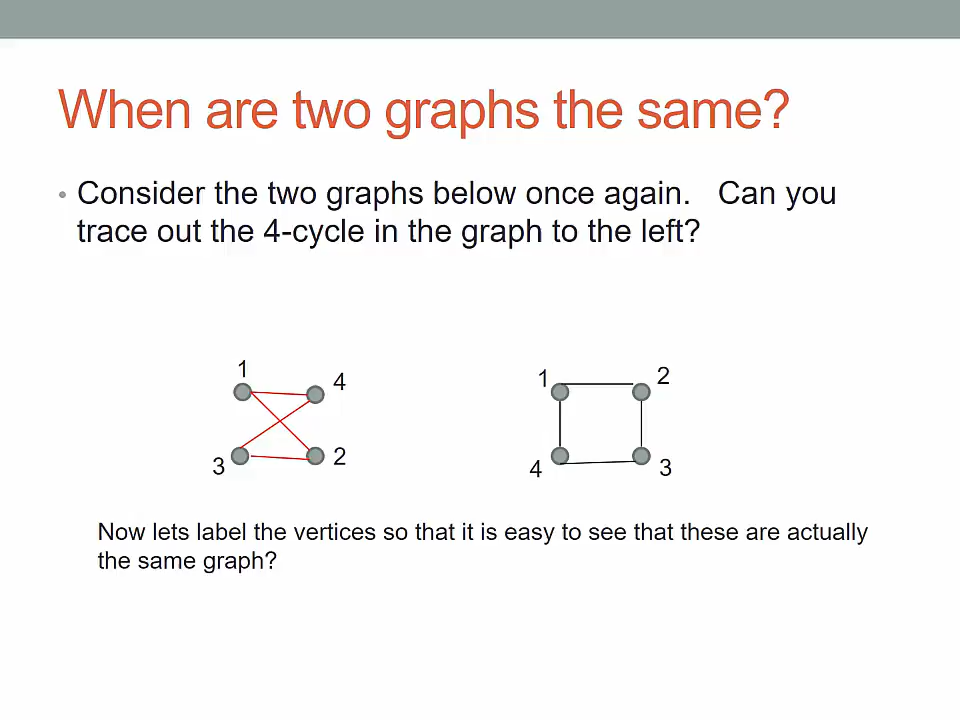 When are two graphs the same?
• Consider the two graphs below once again. Can you
trace out the 4-cycle in the graph to the left?
1
4
3
2
1
2
4
3
Now lets label the vertices so that it is easy to see that these are actually
the same graph?